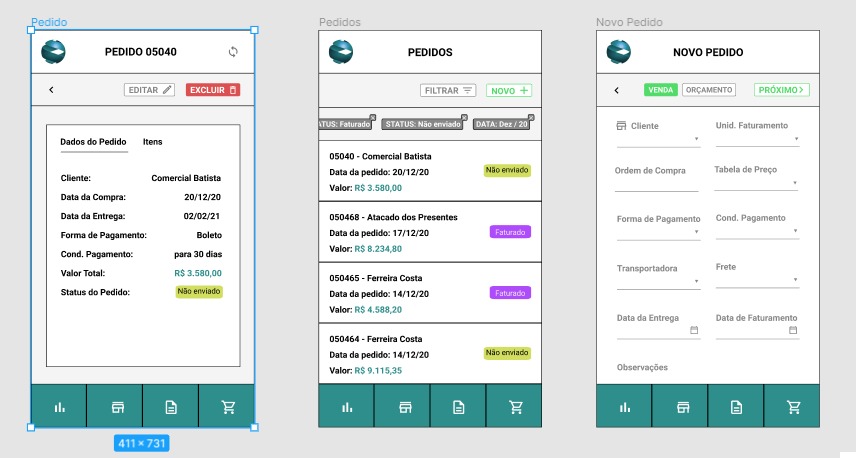 Pedido
PEDIDO 05040
EDITAR
EXCLUIR
Dados do Pedido
Itens
Cliente: Comercial Batista
Data da Compra: 20/12/20
Data da Entrega: 02/02/21
Forma de Pagamento: Boleto
Cond. Pagamento: para 30 dias
Valor Total: R$ 3.580,00
Status do Pedido: Não enviado
411 × 731
Pedidos
PEDIDOS
FILTRAR
NOVO
ATUS: Faturado
STATUS: Não enviado
DATA: Dez / 20
05040 - Comercial Batista
Data da pedido: 20/12/20
Não enviado
Valor: R$ 3.580,00
050468 - Atacado dos Presentes
Data da pedido: 17/12/20
Faturado
Valor: R$ 8.234,80
050465 - Ferreira Costa
Data da pedido: 14/12/20
Faturado
Valor: R$ 4.588,20
050464 - Ferreira Costa
Data da pedido: 14/12/20
Não enviado
Valor: R$ 9.115,35
Novo Pedido
NOVO PEDIDO
VENDA
ORÇAMENTO
PRÓXIMO
Cliente
Unid. Faturamento
Ordem de Compra
Tabela de Preço
Forma de Pagamento
Cond. Pagamento
Transportadora
Frete
Data da Entrega
Data de Faturamento
Observações